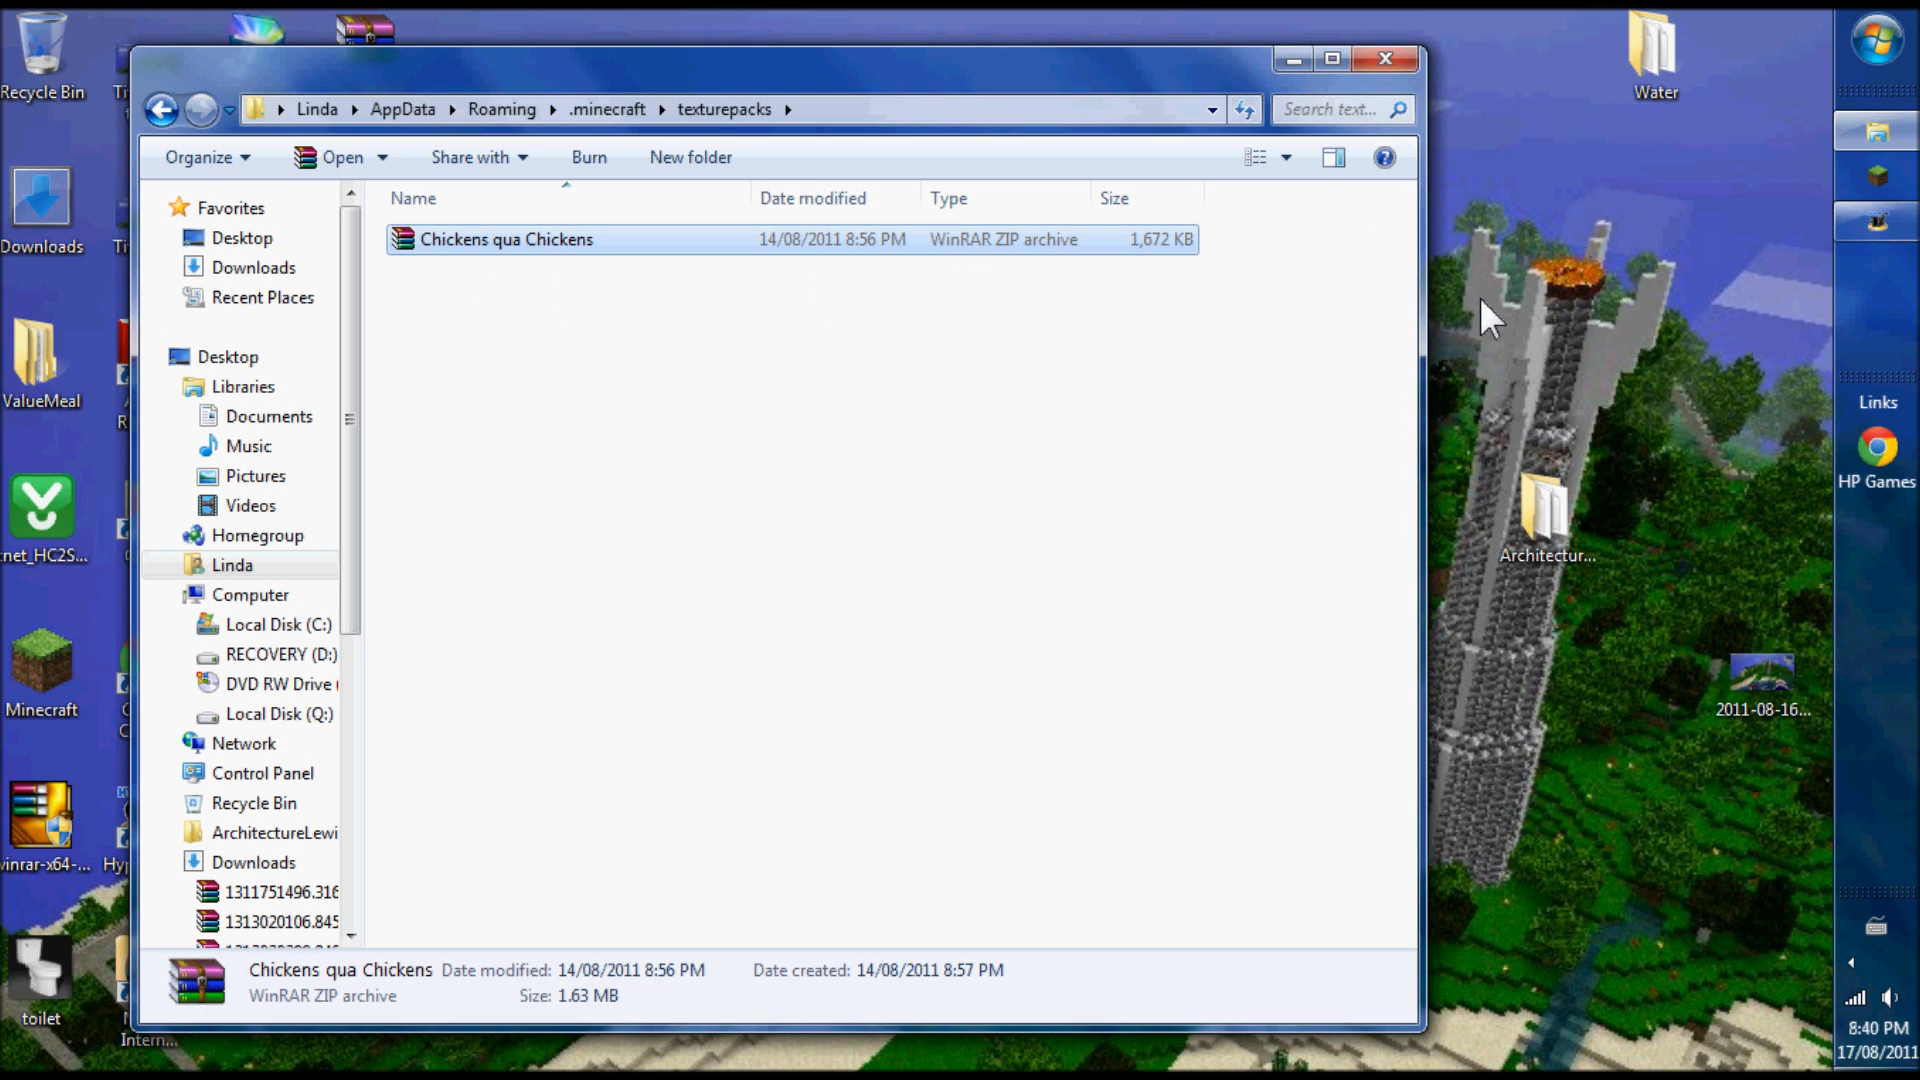 Recycle Bin
Downloads
ValueMeal
.net_HC2S...
Minecraft
winrar-x64-...
toilet
Intern...
Linda AppData Roaming .minecraft texturepacks
Search text...
Organize Open Share with Burn New folder
Name Date modified Type Size
Chickens qua Chickens 14/08/2011 8:56 PM WinRAR ZIP archive 1,672 KB
Favorites
Desktop
Downloads
Recent Places
Desktop
Libraries
Documents
Music
Pictures
Videos
Homegroup
Linda
Computer
Local Disk (C:)
RECOVERY (D:)
DVD RW Drive
Local Disk (Q:)
Network
Control Panel
Recycle Bin
ArchitectureLewi
Downloads
1311751496.316
1313020106.845
Chickens qua Chickens Date modified: 14/08/2011 8:56 PM Date created: 14/08/2011 8:57 PM
WinRAR ZIP archive Size: 1.63 MB
Water
Architectur...
2011-08-16...
Links
HP Games
8:40 PM
17/08/2011